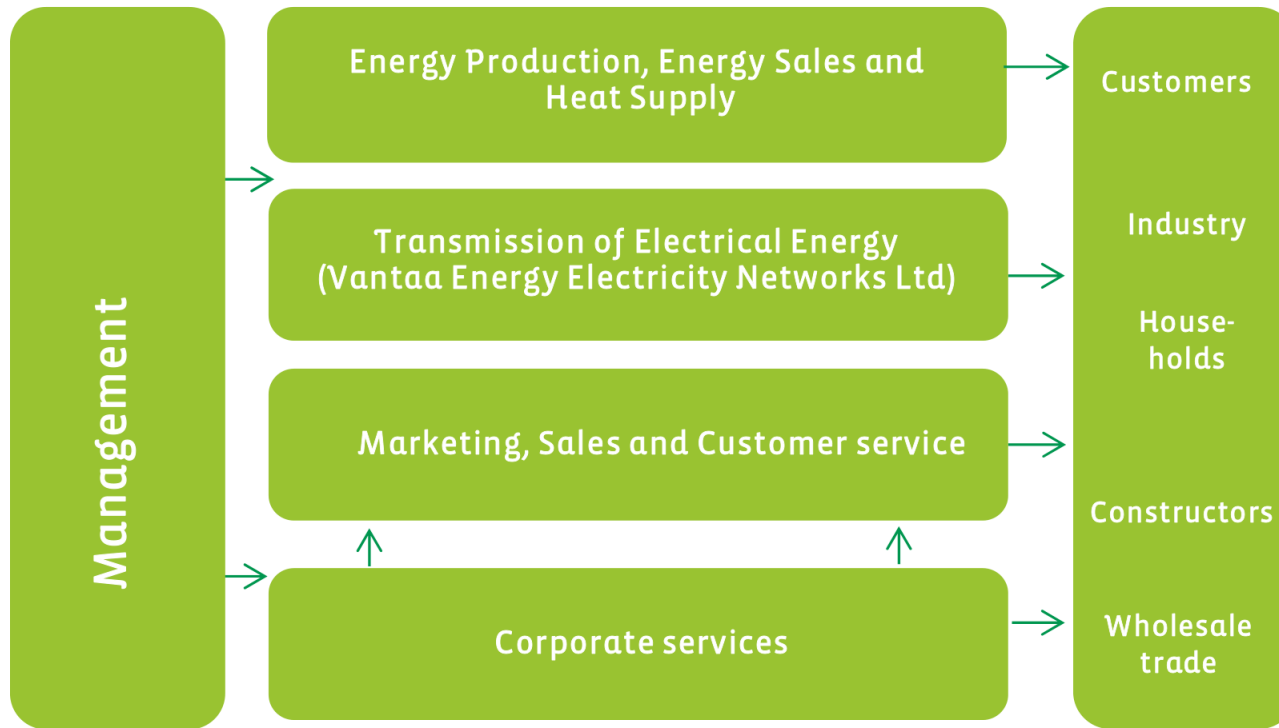 Management
Energy Production, Energy Sales and
Heat Supply
Transmission of Electrical Energy
(Vantaa Energy Electricity Networks Ltd)
Marketing, Sales and Customer service
Corporate services
Customers
Industry
House-
holds
Constructors
Wholesale
trade